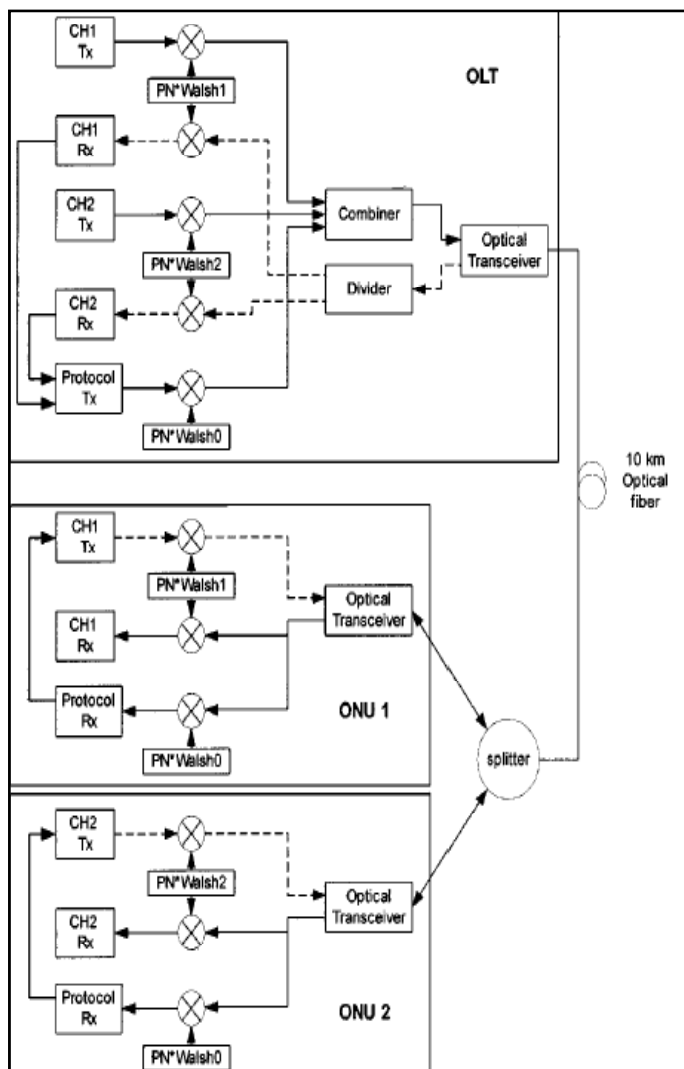 CH1
Tx
OLT
PN*Walsh1
CH1
Rx
CH2
Tx
Combiner
Optical
Transceiver
PN*Walsh2
Divider
CH2
Rx
Protocol
Tx
PN*Walsh0
10 km
Optical
fiber
CH1
Tx
PN*Walsh1
Optical
Transceiver
CH1
Rx
Protocol
Rx
ONU 1
PN*Walsh0
splitter
CH2
Tx
PN*Walsh2
Optical
Transceiver
CH2
Rx
Protocol
Rx
ONU 2
PN*Walsh0